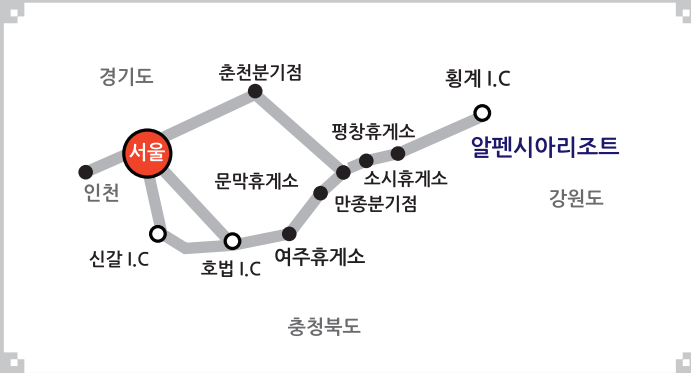 경기도
춘천분기점
횡계 I.C
서울
평창휴게소
알펜시아리조트
인천
문막휴게소
소시휴게소
만종분기점
강원도
신갈 I.C
호법 I.C
여주휴게소
충청북도